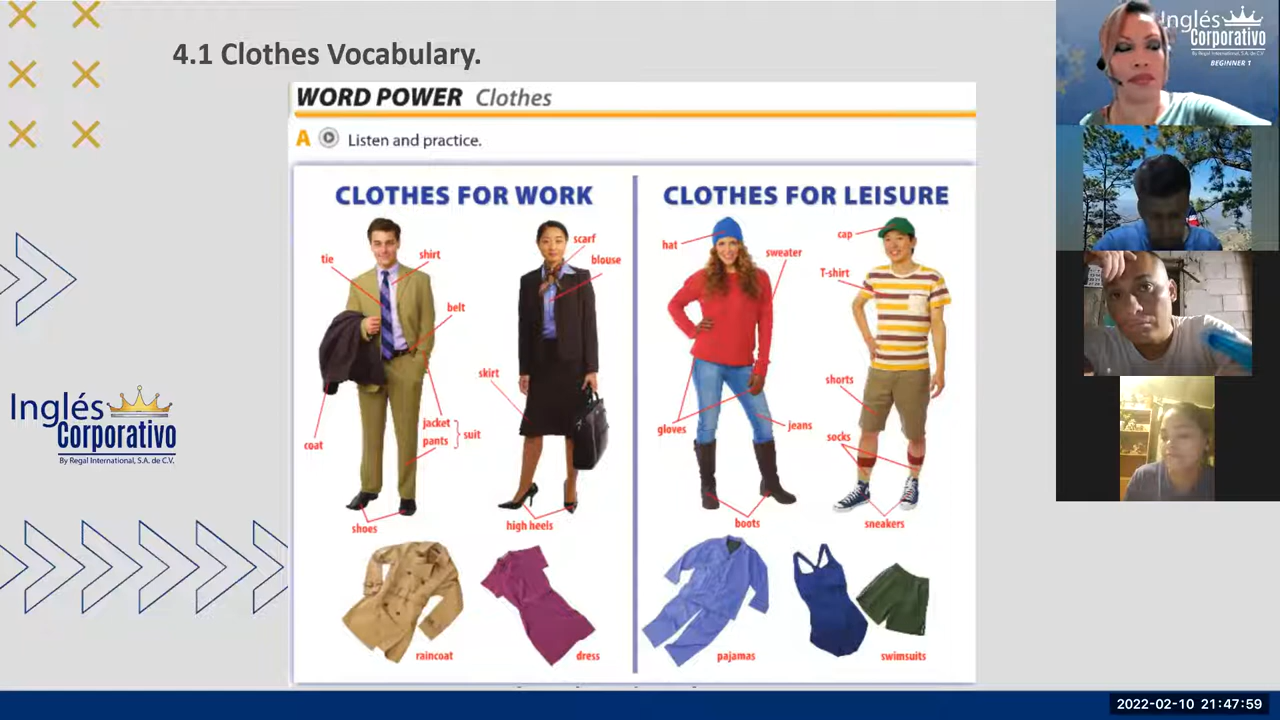 4.1 Clothes Vocabulary.
WORD POWER Clothes
A Listen and practice.
CLOTHES FOR WORK
tie
shirt
scarf
blouse
belt
skirt
coat
jacket
pants
suit
shoes
high heels
raincoat
dress
CLOTHES FOR LEISURE
hat
sweater
cap
T-shirt
shorts
gloves
jeans
socks
boots
sneakers
pajamas
swimsuits
Inglés
Corporativo
By Regal International, S.A. de C.V.
Inglés
Corporativo
By Regal International, S.A. de C.V.
BEGINNER 1
2022-02-10 21:47:59